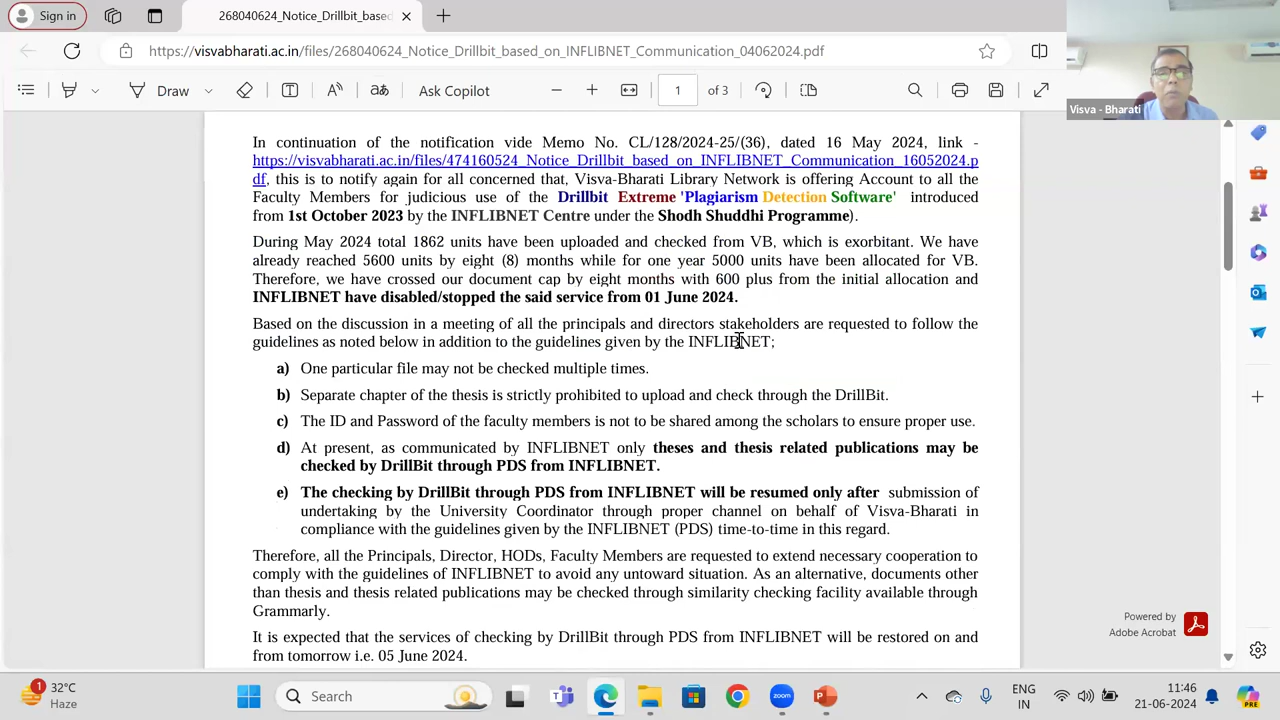 Sign in
268040624_Notice_Drillbit_based
https://visvabharati.ac.in/files/268040624_Notice_Drillbit_based_on_INFLIBNET_Communication_04062024.pdf
Draw
Ask Copilot
1 of 3
Visva - Bharati
In continuation of the notification vide Memo No. CL/128/2024-25/(36), dated 16 May 2024, link -
https://visvabharati.ac.in/files/474160524_Notice_Drillbit_based_on_INFLIBNET_Communication_16052024.p
df, this is to notify again for all concerned that, Visva-Bharati Library Network is offering Account to all the
Faculty Members for judicious use of the Drillbit Extreme 'Plagiarism Detection Software' introduced
from 1st October 2023 by the INFLIBNET Centre under the Shodh Shuddhi Programme).
During May 2024 total 1862 units have been uploaded and checked from VB, which is exorbitant. We have
already reached 5600 units by eight (8) months while for one year 5000 units have been allocated for VB.
Therefore, we have crossed our document cap by eight months with 600 plus from the initial allocation and
INFLIBNET have disabled/stopped the said service from 01 June 2024.
Based on the discussion in a meeting of all the principals and directors stakeholders are requested to follow the
guidelines as noted below in addition to the guidelines given by the INFLIBNET;
a) One particular file may not be checked multiple times.
b) Separate chapter of the thesis is strictly prohibited to upload and check through the DrillBit.
c) The ID and Password of the faculty members is not to be shared among the scholars to ensure proper use.
d) At present, as communicated by INFLIBNET only theses and thesis related publications may be
checked by DrillBit through PDS from INFLIBNET.
e) The checking by DrillBit through PDS from INFLIBNET will be resumed only after submission of
undertaking by the University Coordinator through proper channel on behalf of Visva-Bharati in
compliance with the guidelines given by the INFLIBNET (PDS) time-to-time in this regard.
Therefore, all the Principals, Director, HODs, Faculty Members are requested to extend necessary cooperation to
comply with the guidelines of INFLIBNET to avoid any untoward situation. As an alternative, documents other
than thesis and thesis related publications may be checked through similarity checking facility available through
Grammarly.
It is expected that the services of checking by DrillBit through PDS from INFLIBNET will be restored on and
from tomorrow i.e. 05 June 2024.
Powered by
Adobe Acrobat
1
32°C
Haze
Search
zoom
ENG
IN
11:46
21-06-2024
PRE